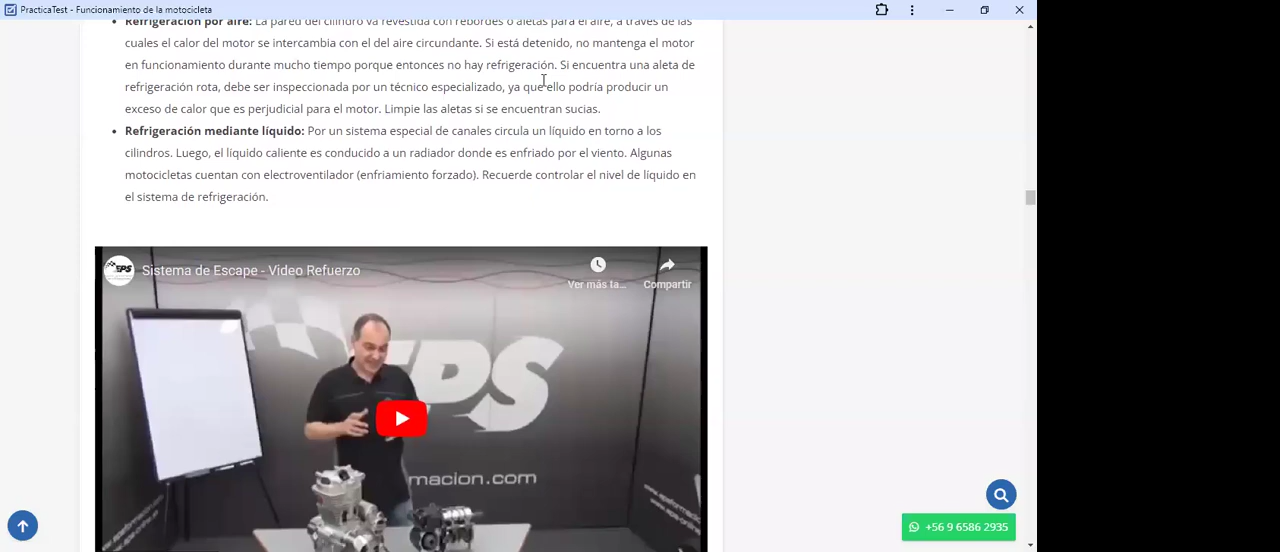 PracticaTest - Funcionamiento de la motocicleta
Refrigeración por aire: La pared del cilindro va revestida con rebordes o aletas para el aire, a través de las
cuales el calor del motor se intercambia con el del aire circundante. Si está detenido, no mantenga el motor
en funcionamiento durante mucho tiempo porque entonces no hay refrigeración. Si encuentra una aleta de
refrigeración rota, debe ser inspeccionada por un técnico especializado, ya que ello podría producir un
exceso de calor que es perjudicial para el motor. Limpie las aletas si se encuentran sucias.
Refrigeración mediante líquido: Por un sistema especial de canales circula un líquido en torno a los
cilindros. Luego, el líquido caliente es conducido a un radiador donde es enfriado por el viento. Algunas
motocicletas cuentan con electroventilador (enfriamiento forzado). Recuerde controlar el nivel de líquido en
el sistema de refrigeración.
EPS
Sistema de Escape - Video Refuerzo
Ver más ta...
Compartir
EPS
macion.com
+56 9 6586 2935